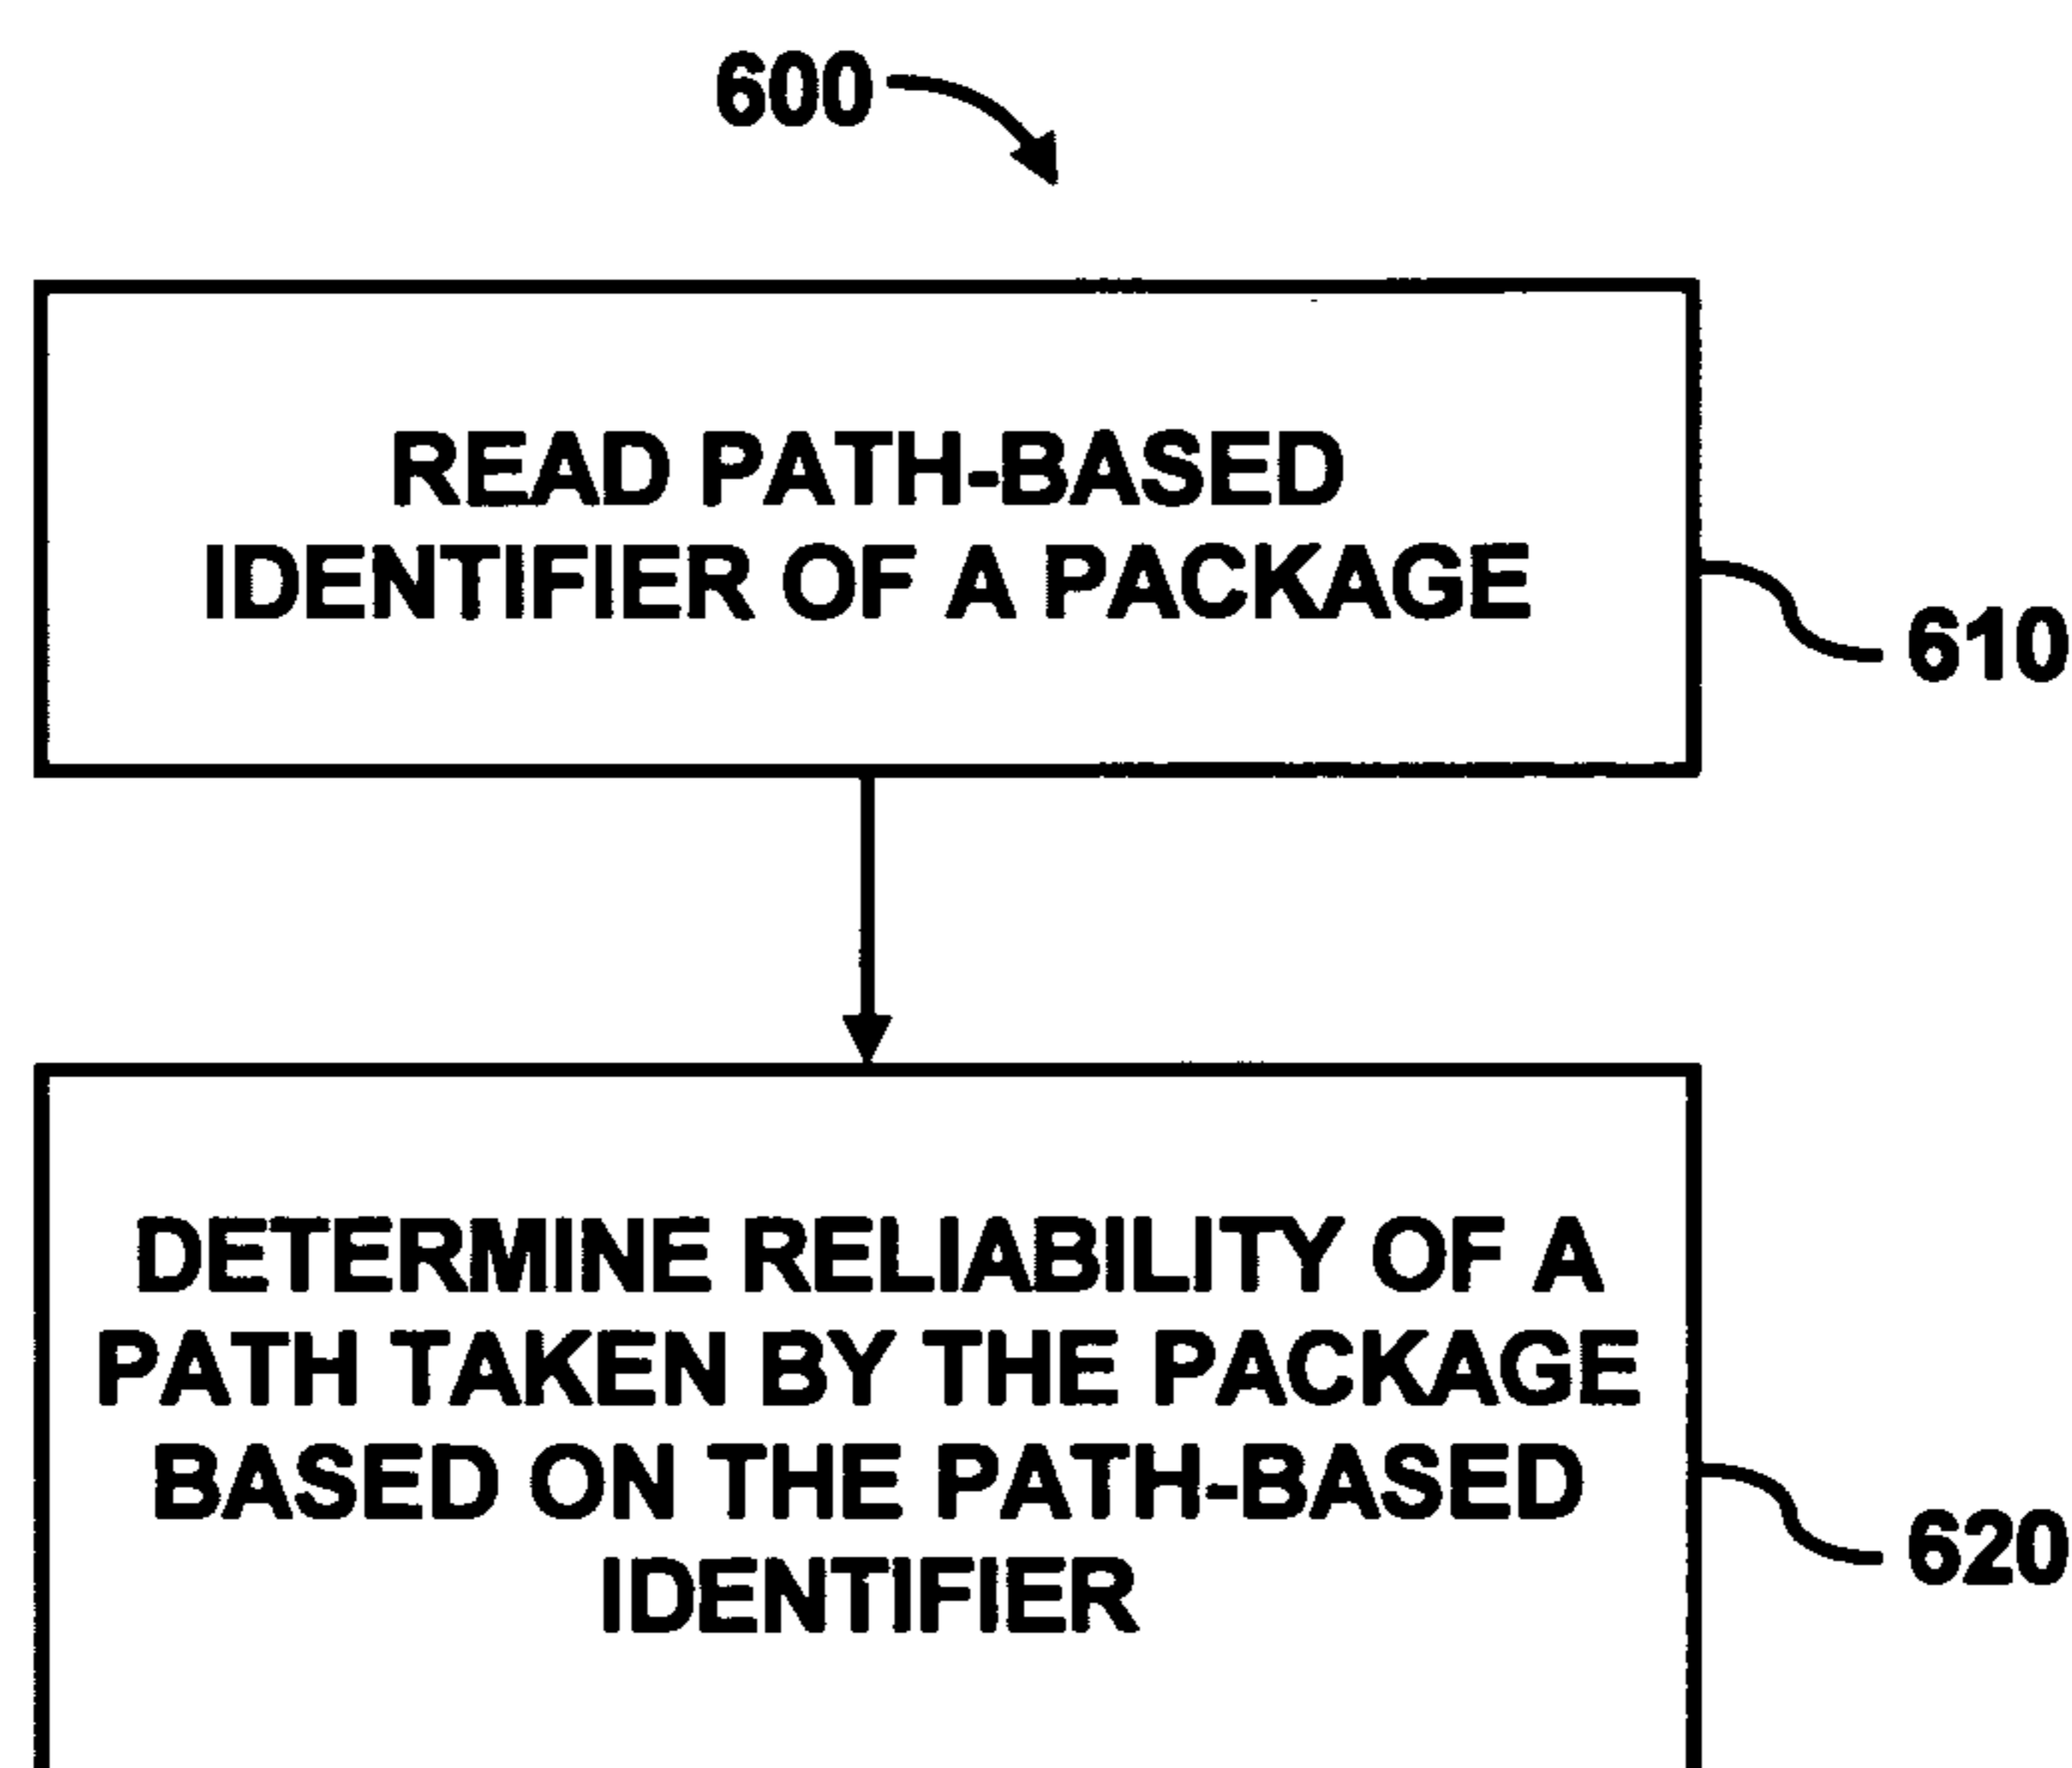 600
READ PATH-BASED
IDENTIFIER OF A PACKAGE
610
DETERMINE RELIABILITY OF A
PATH TAKEN BY THE PACKAGE
BASED ON THE PATH-BASED
IDENTIFIER
620